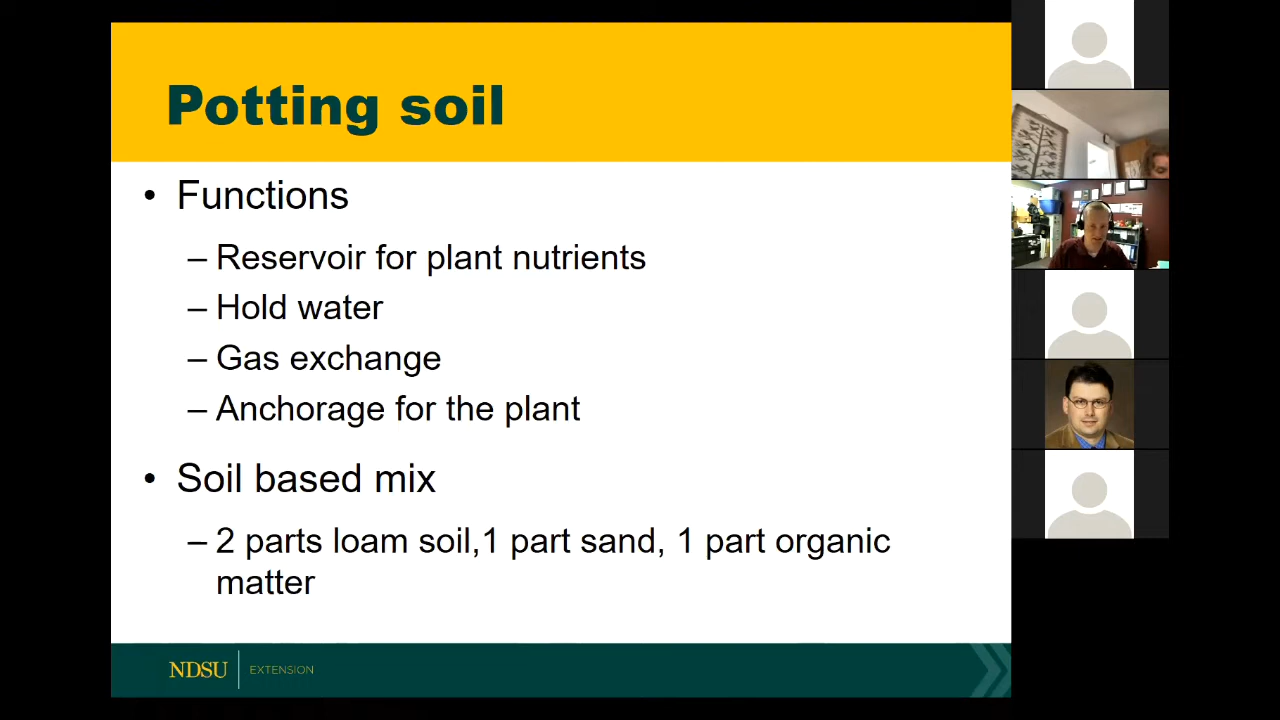 Potting soil
• Functions
– Reservoir for plant nutrients
– Hold water
– Gas exchange
– Anchorage for the plant
• Soil based mix
– 2 parts loam soil,1 part sand, 1 part organic
matter
NDSU EXTENSION